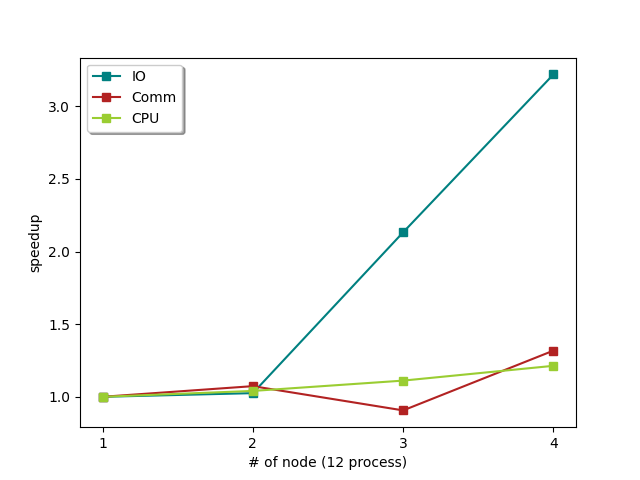 IO
Comm
CPU
3.0
2.5
2.0
1.5
1.0
speedup
1 2 3 4
# of node (12 process)